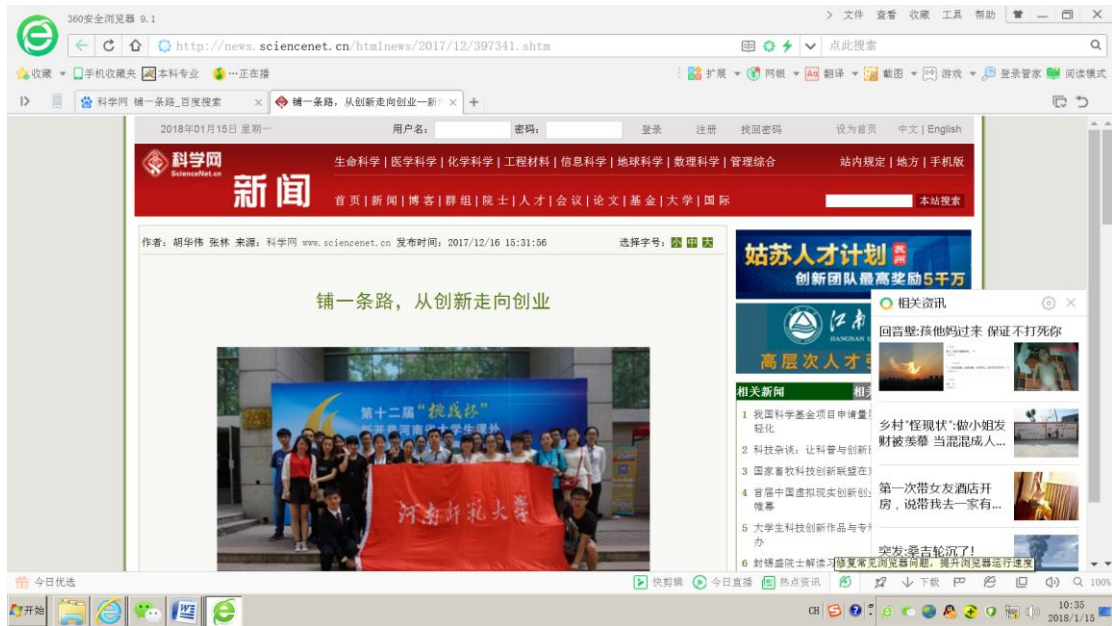 360安全浏览器 9.1
文件 查看 收藏 工具 帮助
http://news.sciencenet.cn/htmlnews/2017/12/397341.shtm
点此搜索
收藏 手机收藏夹 本科专业 …正在播
扩展 网银 翻译 截图 游戏 登录管家 阅读模式
科学网 铺一条路_百度搜索
铺一条路，从创新走向创业—新
2018年01月15日 星期一 用户名： 密码： 登录 注册 找回密码 设为首页 中文 | English
科学网
ScienceNet.cn
新闻
生命科学 | 医学科学 | 化学科学 | 工程材料 | 信息科学 | 地球科学 | 数理科学 | 管理综合
站内规定 | 地方 | 手机版
首页 | 新闻 | 博客 | 群组 | 院士 | 人才 | 会议 | 论文 | 基金 | 大学 | 国际
本站搜索
作者：胡华伟 张林 来源：科学网 www.sciencenet.cn 发布时间：2017/12/16 15:31:56
选择字号：小 中 大
铺一条路，从创新走向创业
第十二届“挑战杯”
河南省大学生课外
河南师范大学
姑苏人才计划 苏州
创新团队最高奖励5千万
江南
JIANGNAN U
高层次人才
相关新闻
1 我国科学基金项目申请量
轻化
2 科技杂谈：让科普与创新
3 国家畜牧科技创新联盟在
4 首届中国虚拟现实创新创
帷幕
5 大学生科技创新作品与专
办
6 封锡盛院士解读
相关资讯
回音壁:孩他妈过来 保证不打死你
乡村"怪现状":做小姐发
财被羡慕 当混混成人...
第一次带女友酒店开
房，说带我去一家有...
突发:桑吉轮沉了!
修复常见浏览器问题，提升浏览器运行速度
今日优选
快剪辑 今日直播 热点资讯 下载 100%
开始
CH
10:35
2018/1/15